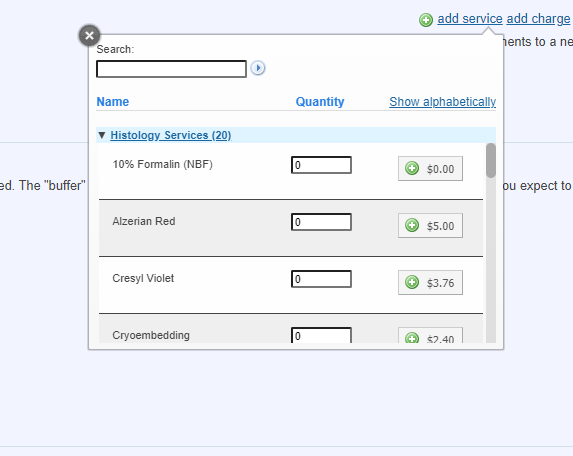 add service add charge
nents to a ne
Search:
Name Quantity Show alphabetically
▼ Histology Services (20)
10% Formalin (NBF) 0 $0.00
ed. The "buffer" ou expect to
Alzerian Red 0 $5.00
Cresyl Violet 0 $3.76
Cryoembedding 0 $2.40